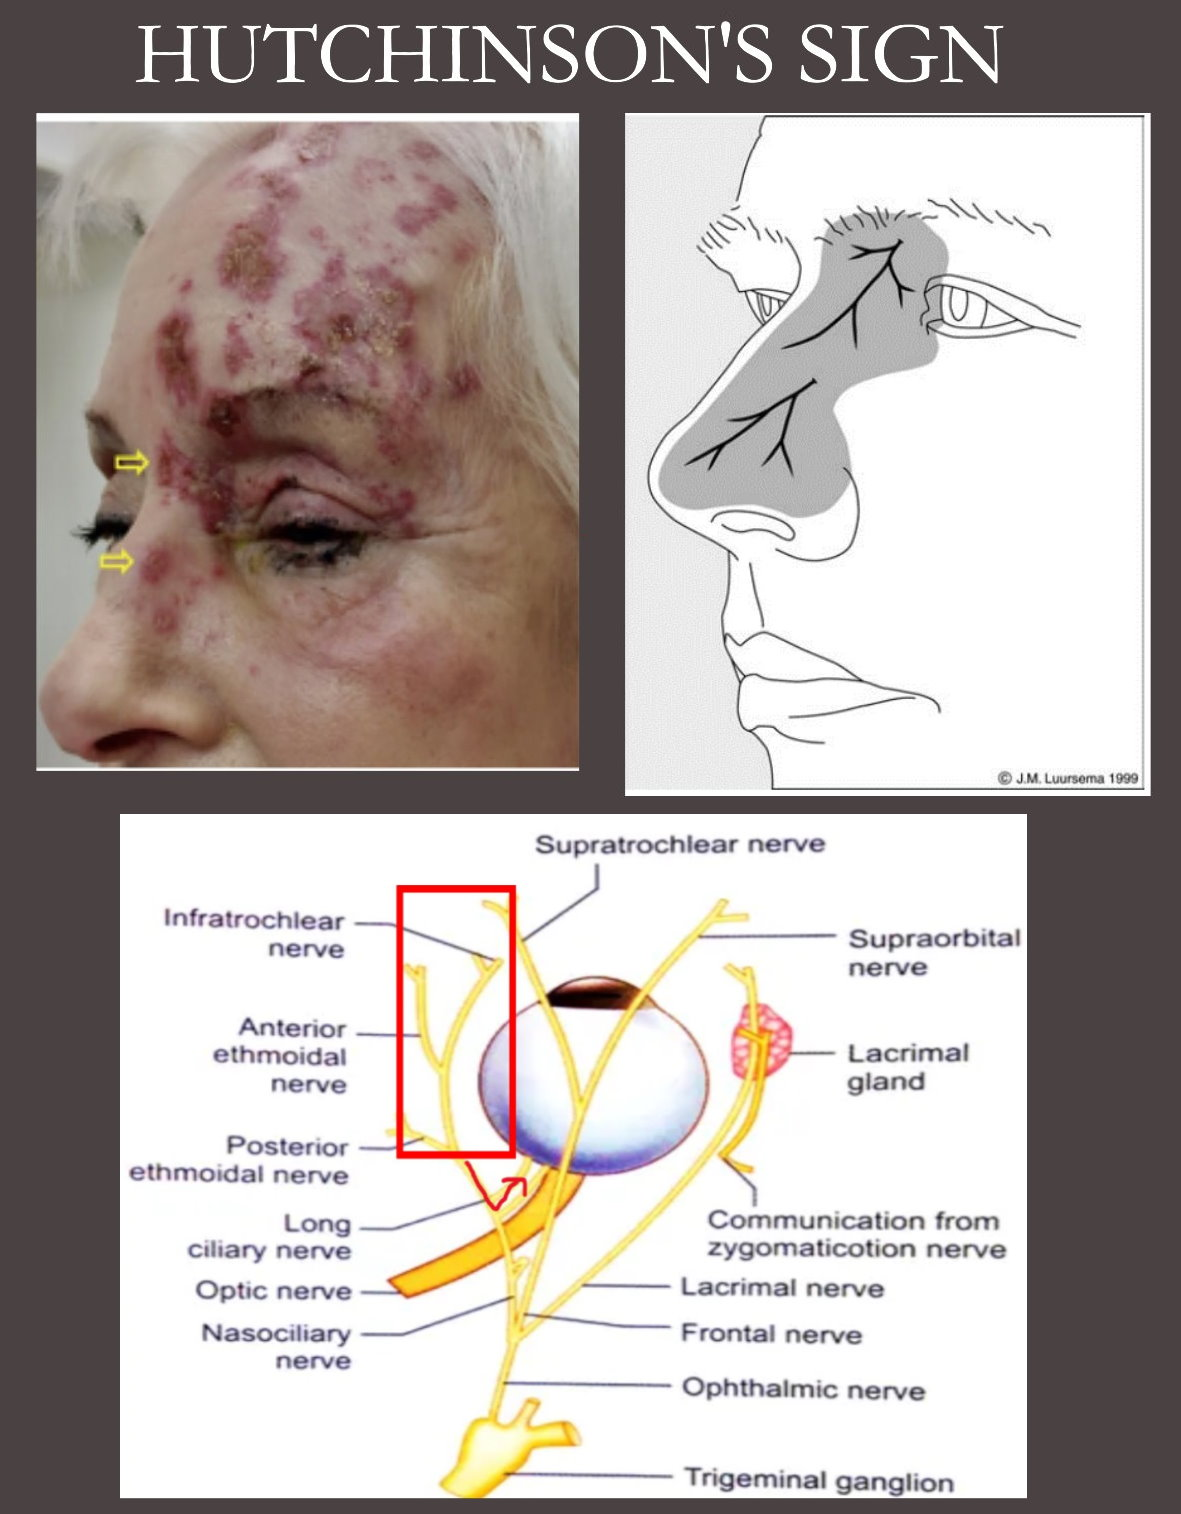 HUTCHINSON'S SIGN
© J.M. Luursema 1999
Supratrochlear nerve
Infratrochlear
nerve
Supraorbital
nerve
Anterior
ethmoidal
nerve
Lacrimal
gland
Posterior
ethmoidal nerve
Long
ciliary nerve
Communication from
zygomaticotion nerve
Optic nerve
Lacrimal nerve
Nasociliary
nerve
Frontal nerve
Ophthalmic nerve
Trigeminal ganglion